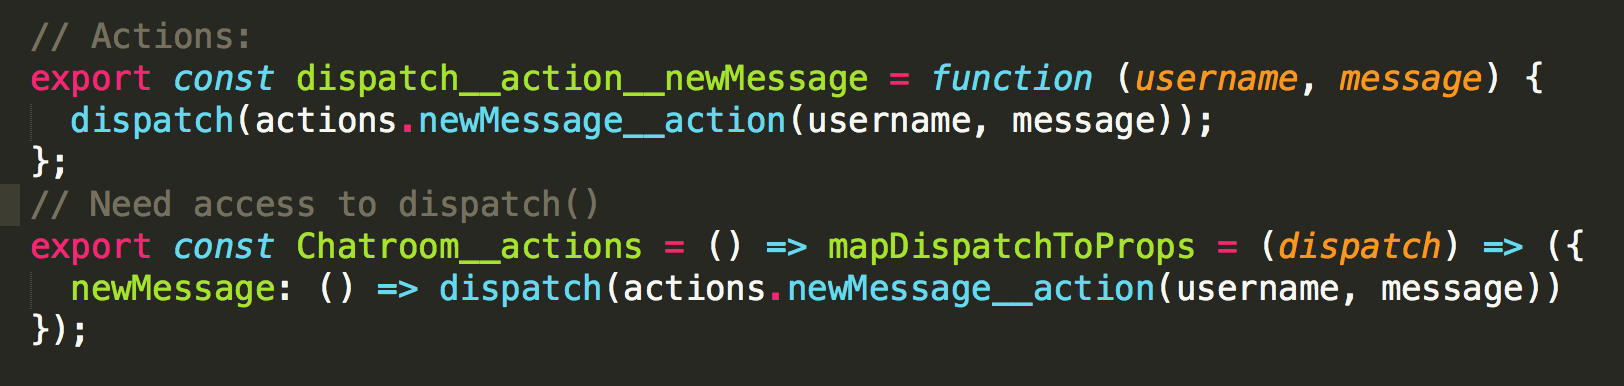 // Actions:
export const dispatch__action__newMessage = function (username, message) {
  dispatch(actions.newMessage__action(username, message));
};
// Need access to dispatch()
export const Chatroom__actions = () => mapDispatchToProps = (dispatch) => ({
  newMessage: () => dispatch(actions.newMessage__action(username, message))
});